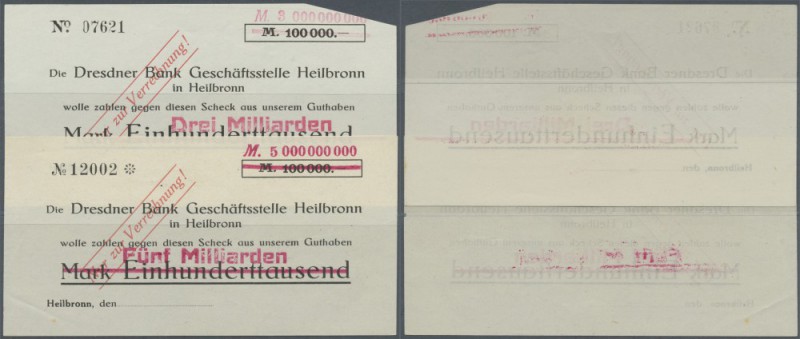 M. 3 000 000 000
No. 07621
M. 100 000.—
Nur zur Verrechnung!
Die Dresdner Bank Geschäftsstelle Heilbronn
in Heilbronn
wolle zahlen gegen diesen Scheck aus unserem Guthaben
Drei Milliarden
Mark Einhunderttausend
M. 5 000 000 000
№ 12002 *
M. 100 000.—
Nur zur Verrechnung!
Die Dresdner Bank Geschäftsstelle Heilbronn
in Heilbronn
wolle zahlen gegen diesen Scheck aus unserem Guthaben
Fünf Milliarden
Mark Einhunderttausend
Heilbronn, den